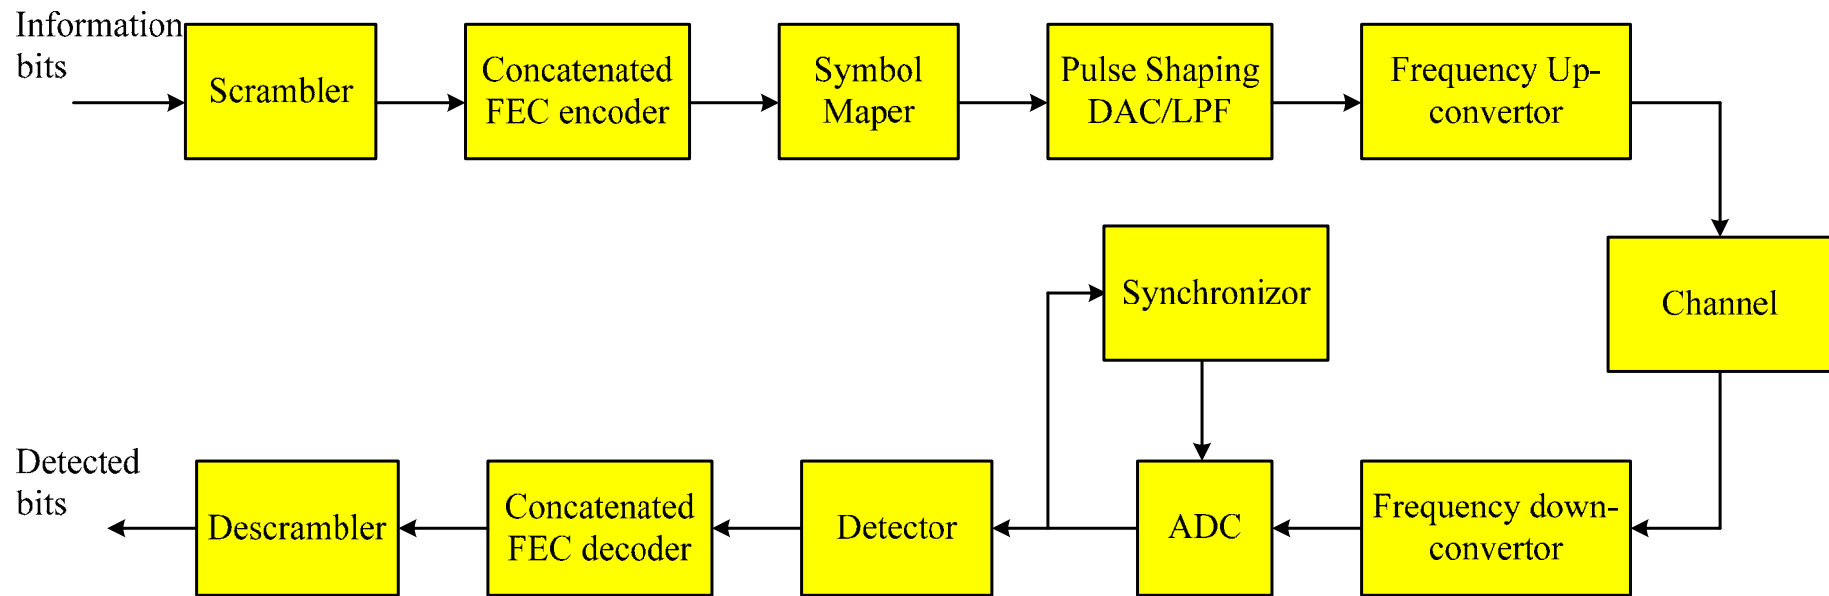 Information
bits
Scrambler
Concatenated
FEC encoder
Symbol
Maper
Pulse Shaping
DAC/LPF
Frequency Up-
convertor
Synchronizor
Channel
Detected
bits
Descrambler
Concatenated
FEC decoder
Detector
ADC
Frequency down-
convertor